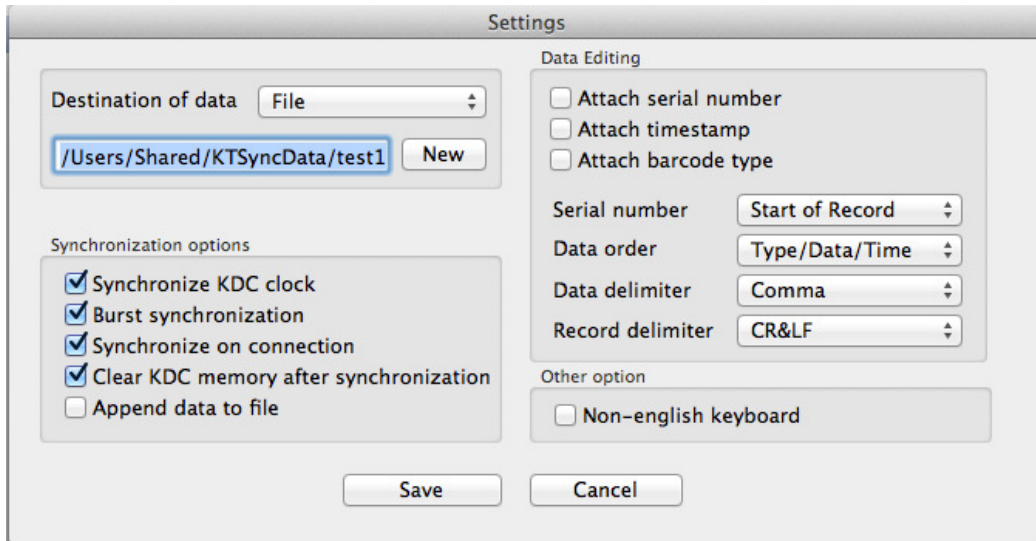 Settings
Destination of data File
/Users/Shared/KTSyncData/test1 New
Synchronization options
Synchronize KDC clock
Burst synchronization
Synchronize on connection
Clear KDC memory after synchronization
Append data to file
Data Editing
Attach serial number
Attach timestamp
Attach barcode type
Serial number Start of Record
Data order Type/Data/Time
Data delimiter Comma
Record delimiter CR&LF
Other option
Non-english keyboard
Save Cancel